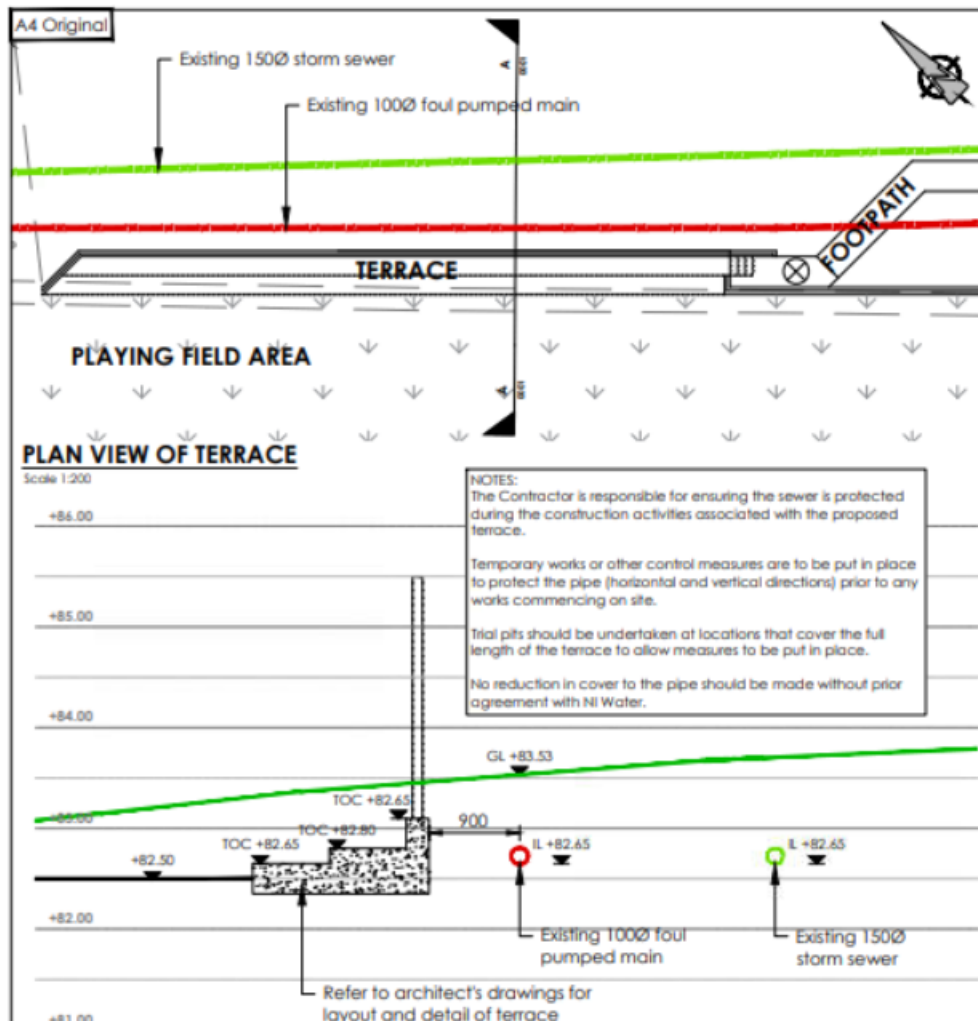 A4 Original
Existing 150Ø storm sewer
A
Existing 100Ø foul pumped main
FOOTPATH
TERRACE
PLAYING FIELD AREA
A
PLAN VIEW OF TERRACE
Scale 1:200
NOTES:
The Contractor is responsible for ensuring the sewer is protected
during the construction activities associated with the proposed
terrace.
Temporary works or other control measures are to be put in place
to protect the pipe (horizontal and vertical directions) prior to any
works commencing on site.
Trial pits should be undertaken at locations that cover the full
length of the terrace to allow measures to be put in place.
No reduction in cover to the pipe should be made without prior
agreement with NI Water.
+86.00
+85.00
+84.00
GL +83.53
TOC +82.65
+83.00
900
TOC +82.80
TOC +82.65
IL +82.65
IL +82.65
+82.50
+82.00
Existing 100Ø foul
pumped main
Existing 150Ø
storm sewer
Refer to architect's drawings for
layout and detail of terrace
+81.00